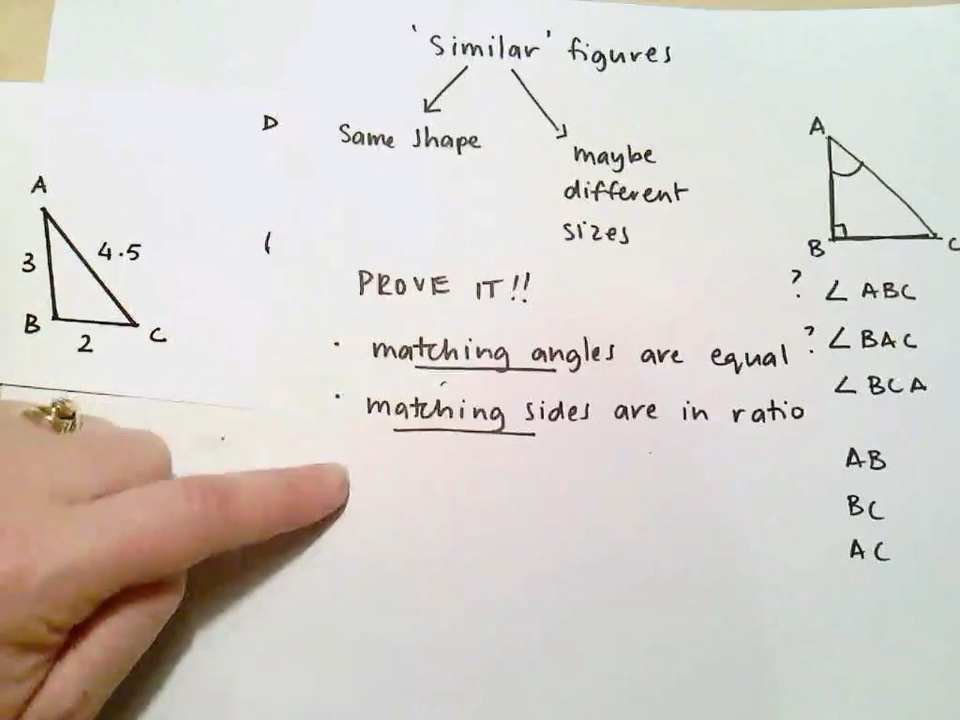 'Similar' figures
D
Same shape
maybe
different
sizes
A
B
C
A
3
4.5
B
2
C
PROVE IT!!
· matching angles are equal
· matching sides are in ratio
? ∠ ABC
? ∠ BAC
∠ BCA
AB
BC
AC